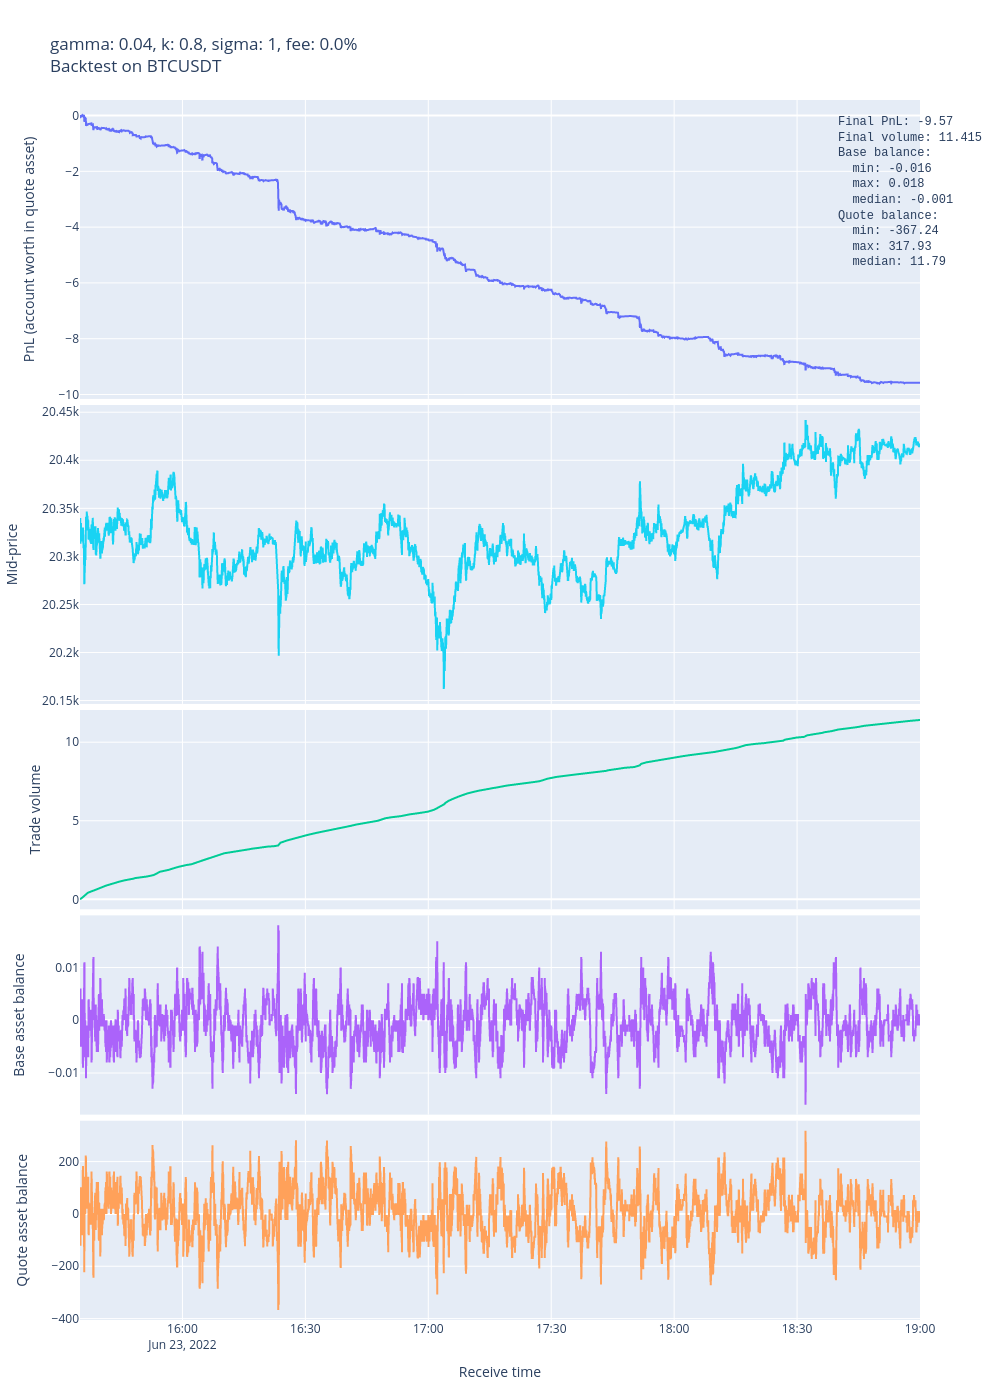 gamma: 0.04, k: 0.8, sigma: 1, fee: 0.0%
Backtest on BTCUSDT
PnL (account worth in quote asset)
0
−2
−4
−6
−8
−10
Final PnL: -9.57
Final volume: 11.415
Base balance:
min: -0.016
max: 0.018
median: -0.001
Quote balance:
min: -367.24
max: 317.93
median: 11.79
Mid-price
20.45k
20.4k
20.35k
20.3k
20.25k
20.2k
20.15k
Trade volume
10
5
0
Base asset balance
0.01
0
−0.01
Quote asset balance
200
0
−200
−400
16:00 16:30 17:00 17:30 18:00 18:30 19:00
Jun 23, 2022
Receive time